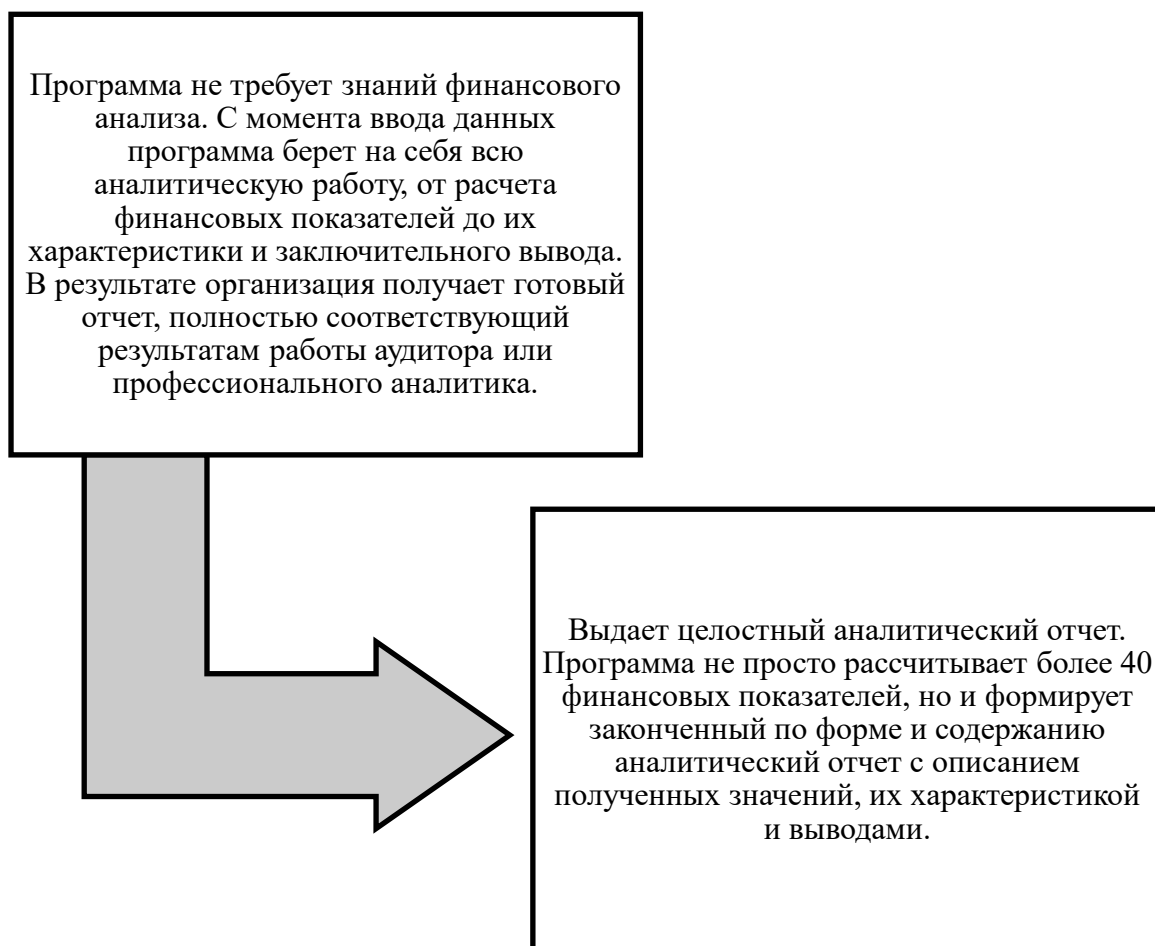 Программа не требует знаний финансового
анализа. С момента ввода данных
программа берет на себя всю
аналитическую работу, от расчета
финансовых показателей до их
характеристики и заключительного вывода.
В результате организация получает готовый
отчет, полностью соответствующий
результатам работы аудитора или
профессионального аналитика.
Выдает целостный аналитический отчет.
Программа не просто рассчитывает более 40
финансовых показателей, но и формирует
законченный по форме и содержанию
аналитический отчет с описанием
полученных значений, их характеристикой
и выводами.